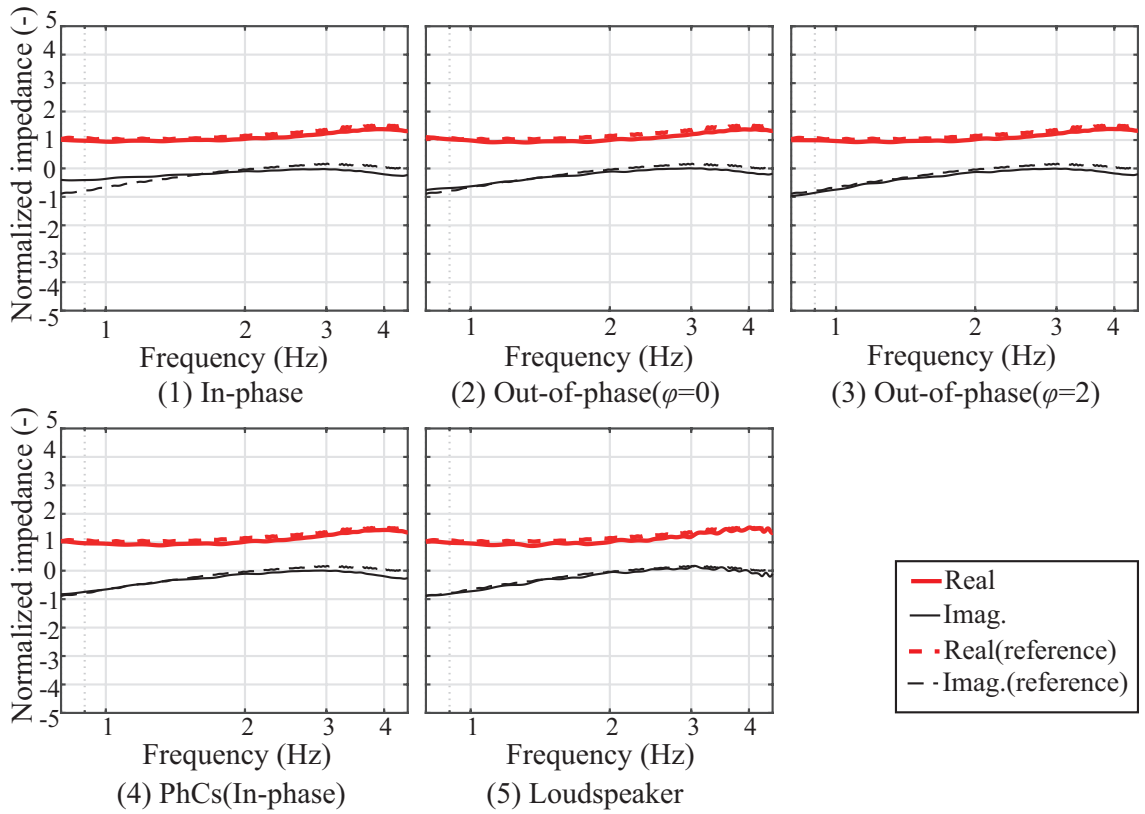 Normalized impedance (-)
5
4
3
2
1
0
-1
-2
-3
-4
-5
1 2 3 4
1 2 3 4
1 2 3 4
Frequency (Hz)
Frequency (Hz)
Frequency (Hz)
(1) In-phase
(2) Out-of-phase(φ=0)
(3) Out-of-phase(φ=2)
Normalized impedance (-)
5
4
3
2
1
0
-1
-2
-3
-4
-5
1 2 3 4
1 2 3 4
Frequency (Hz)
Frequency (Hz)
(4) PhCs(In-phase)
(5) Loudspeaker
Real
Imag.
Real(reference)
Imag.(reference)